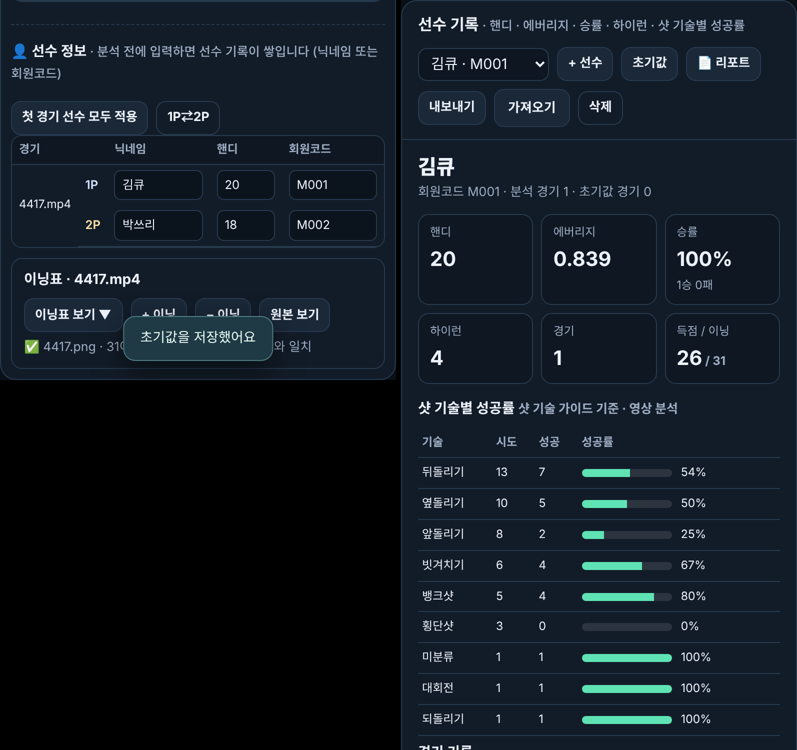 👤 선수 정보 · 분석 전에 입력하면 선수 기록이 쌓입니다 (닉네임 또는
회원코드)
첫 경기 선수 모두 적용 1P⇄2P
경기 닉네임 핸디 회원코드
4417.mp4
1P 김큐 20 M001
2P 박쓰리 18 M002
이닝표 · 4417.mp4
이닝표 보기 ▼ + 이닝 − 이닝 원본 보기
초기값을 저장했어요
✅ 4417.png · 31 와 일치
선수 기록 · 핸디 · 에버리지 · 승률 · 하이런 · 샷 기술별 성공률
김큐 · M001 + 선수 초기값 📄 리포트
내보내기 가져오기 삭제
김큐
회원코드 M001 · 분석 경기 1 · 초기값 경기 0
핸디 에버리지 승률
20 0.839 100%
1승 0패
하이런 경기 득점 / 이닝
4 1 26 / 31
샷 기술별 성공률 샷 기술 가이드 기준 · 영상 분석
기술 시도 성공 성공률
뒤돌리기 13 7 54%
옆돌리기 10 5 50%
앞돌리기 8 2 25%
빗겨치기 6 4 67%
뱅크샷 5 4 80%
횡단샷 3 0 0%
미분류 1 1 100%
대회전 1 1 100%
되돌리기 1 1 100%
경기 기록